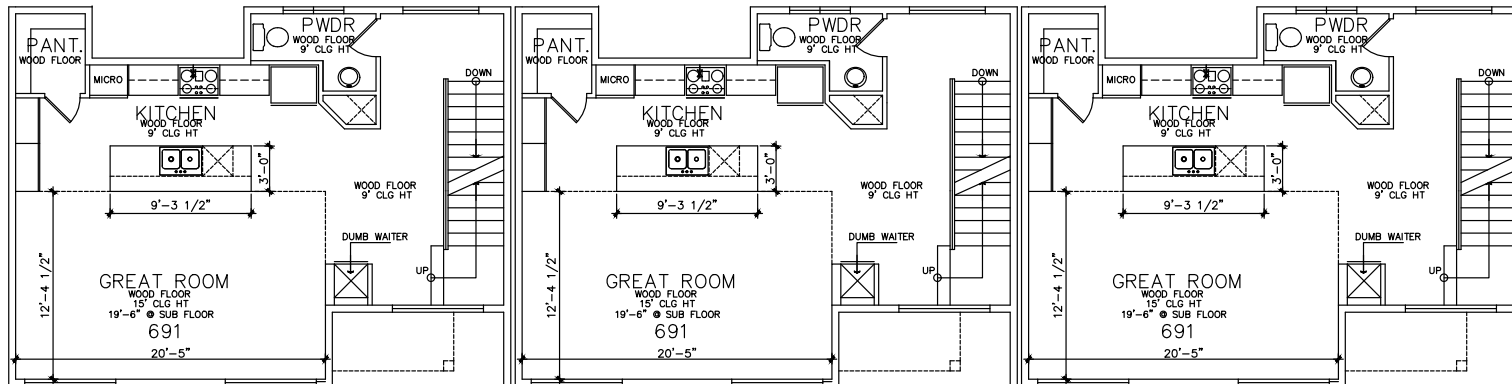 PWDR
WOOD FLOOR
9' CLG HT
PANT.
WOOD FLOOR
MICRO
DOWN
KITCHEN
WOOD FLOOR
9' CLG HT
3'-0"
9'-3 1/2"
WOOD FLOOR
9' CLG HT
DUMB WAITER
UP
12'-4 1/2"
GREAT ROOM
WOOD FLOOR
15' CLG HT
19'-6" @ SUB FLOOR
691
20'-5"
PWDR
WOOD FLOOR
9' CLG HT
PANT.
WOOD FLOOR
MICRO
DOWN
KITCHEN
WOOD FLOOR
9' CLG HT
3'-0"
9'-3 1/2"
WOOD FLOOR
9' CLG HT
DUMB WAITER
UP
12'-4 1/2"
GREAT ROOM
WOOD FLOOR
15' CLG HT
19'-6" @ SUB FLOOR
691
20'-5"
PWDR
WOOD FLOOR
9' CLG HT
PANT.
WOOD FLOOR
MICRO
DOWN
KITCHEN
WOOD FLOOR
9' CLG HT
3'-0"
9'-3 1/2"
WOOD FLOOR
9' CLG HT
DUMB WAITER
UP
12'-4 1/2"
GREAT ROOM
WOOD FLOOR
15' CLG HT
19'-6" @ SUB FLOOR
691
20'-5"